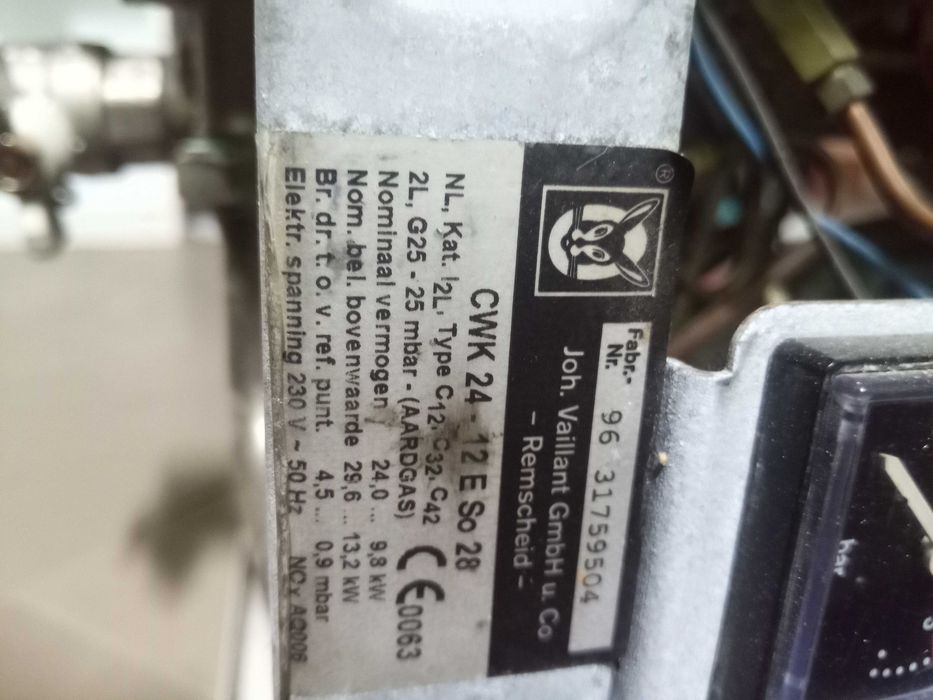 ®
Fabr.-Nr. 96 31759504
Joh. Vaillant GmbH u. Co
- Remscheid -
CWK 24 - 12 E So 28
NL, Kat. I2L, Type C12, C32, C42
2L, G25 - 25 mbar - (AARDGAS) CE0063
Nominaal vermogen 24,0 ... 9,8 kW
Nom. bel. bovenwaarde 29,6 ... 13,2 kW
Br. dr. t. o. v. ref. punt. 4,5 ... 0,9 mbar
Elektr. spanning 230 V ~ 50 Hz
bar